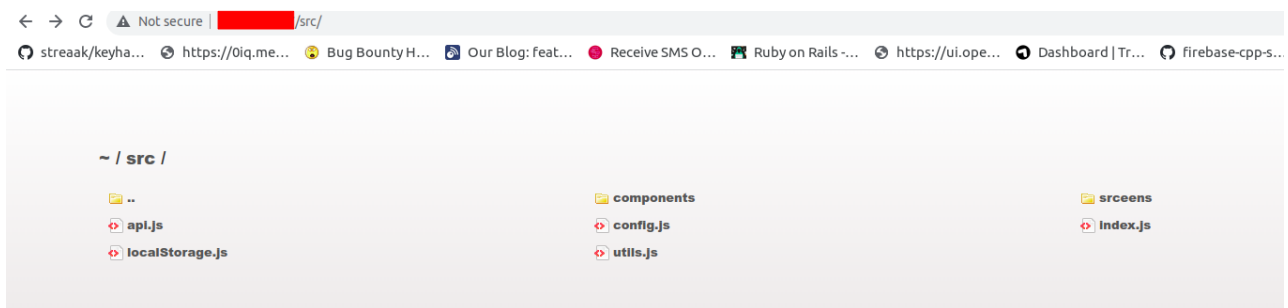 Not secure | /src/
streaak/keyha... https://0iq.me... Bug Bounty H... Our Blog: feat... Receive SMS O... Ruby on Rails -... https://ui.ope... Dashboard | Tr... firebase-cpp-s...
~ / src /
.. components srceens
api.js config.js index.js
localStorage.js utils.js